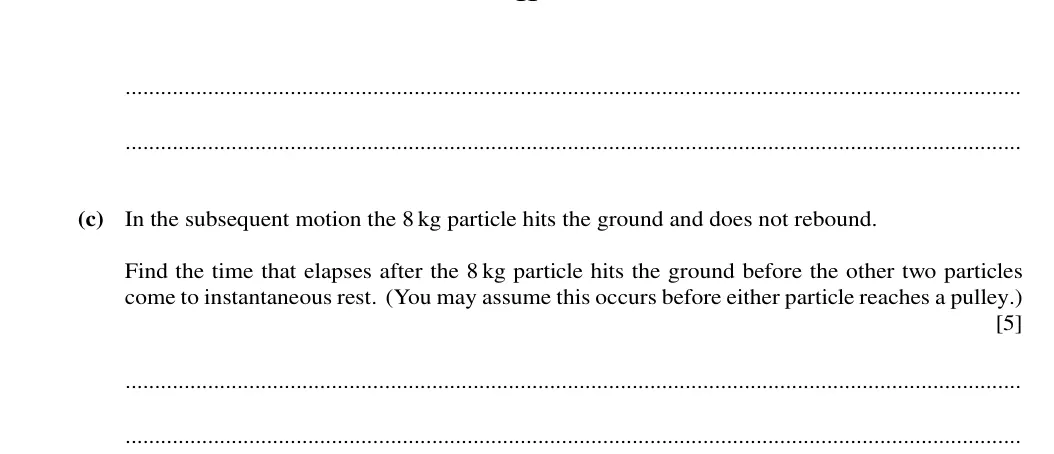 (c) In the subsequent motion the 8 kg particle hits the ground and does not rebound.
Find the time that elapses after the 8 kg particle hits the ground before the other two particles
come to instantaneous rest. (You may assume this occurs before either particle reaches a pulley.)
[5]